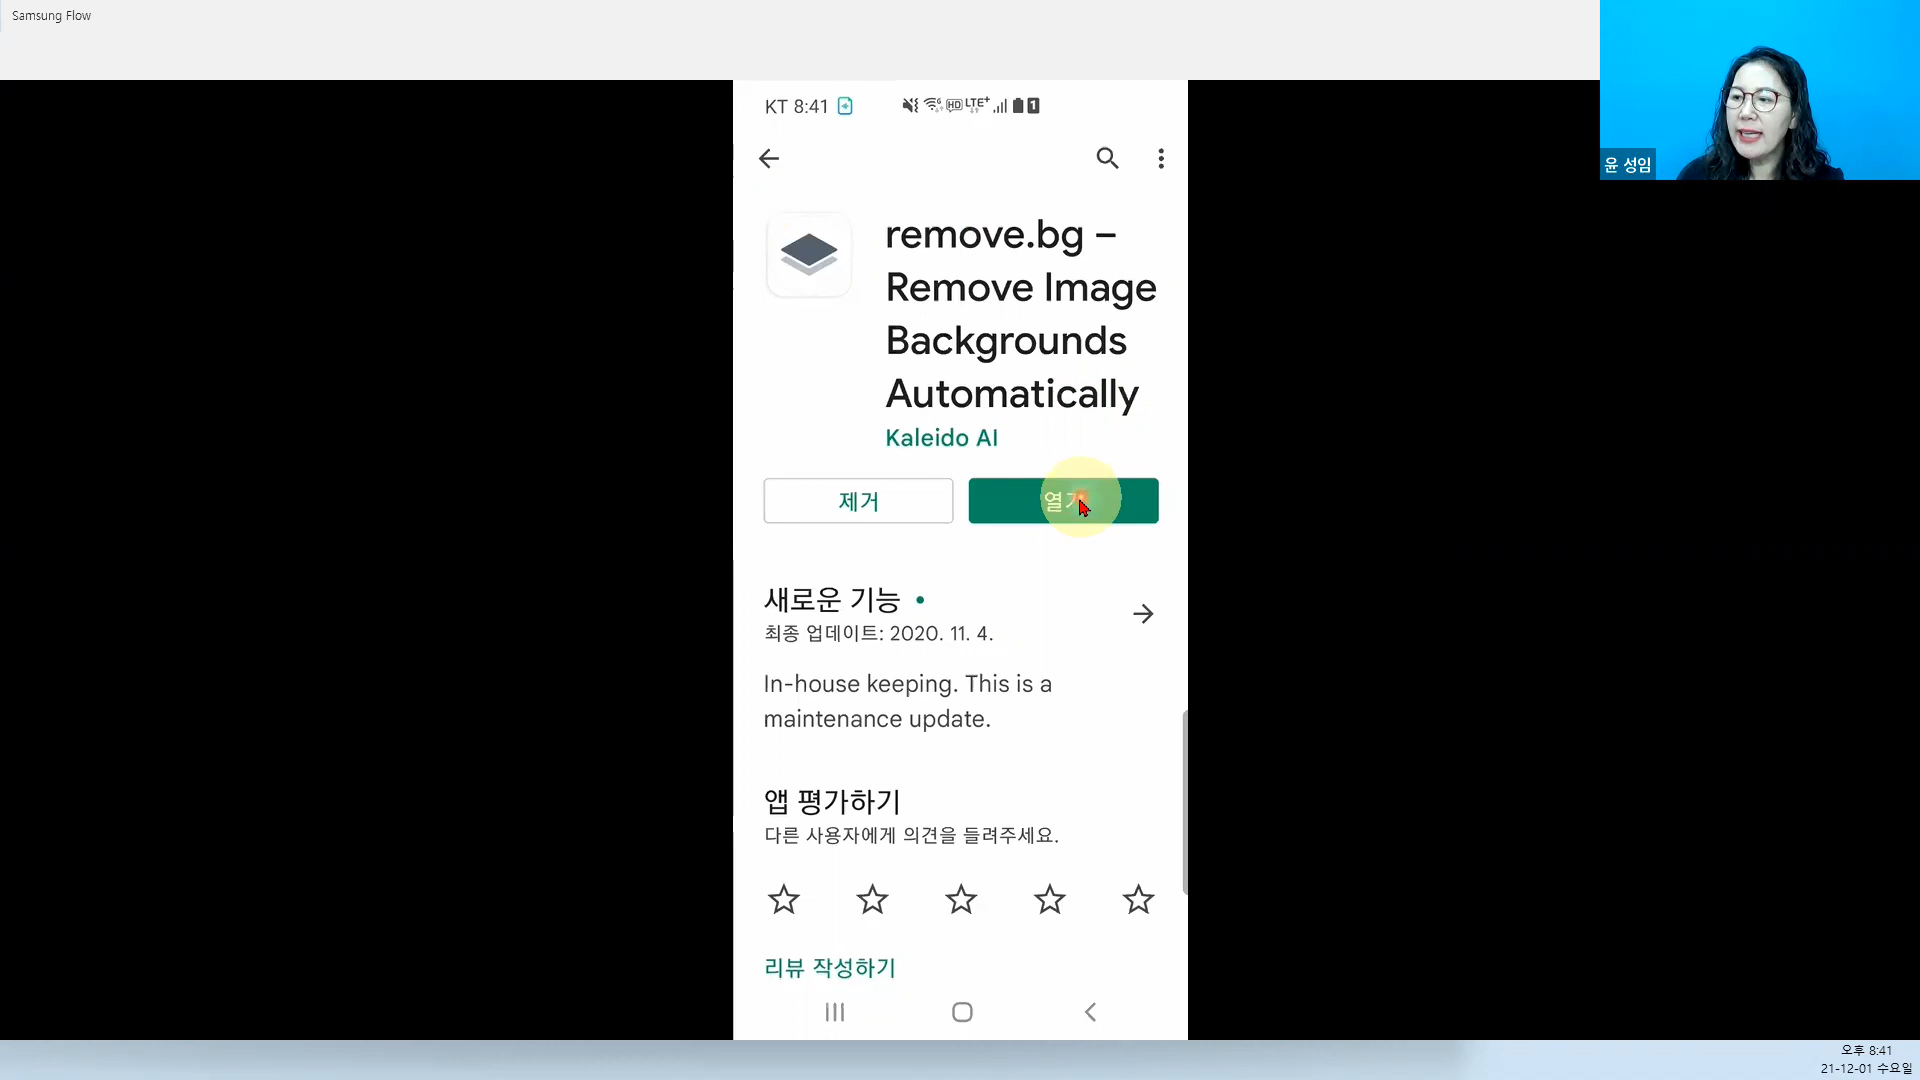 Samsung Flow
윤 성임
KT 8:41
HD LTE+ 1
remove.bg –
Remove Image
Backgrounds
Automatically
Kaleido AI
제거
새로운 기능 •
최종 업데이트: 2020. 11. 4.
In-house keeping. This is a
maintenance update.
앱 평가하기
다른 사용자에게 의견을 들려주세요.
리뷰 작성하기
오후 8:41
21-12-01 수요일